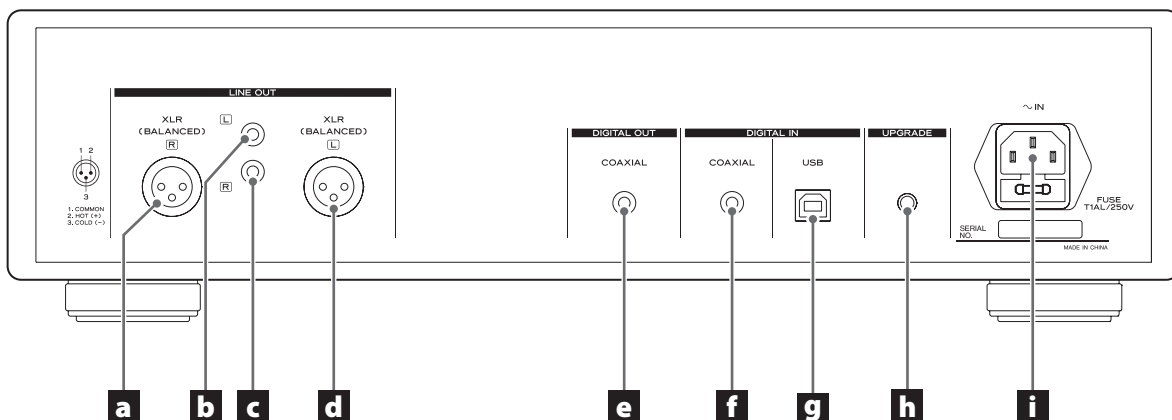 LINE OUT
XLR
(BALANCED)
R
L
R
XLR
(BALANCED)
L
1 2
3
1. COMMON
2. HOT (+)
3. COLD (–)
DIGITAL OUT
COAXIAL
DIGITAL IN
COAXIAL
USB
UPGRADE
~ IN
FUSE
T1AL/250V
SERIAL
NO.
MADE IN CHINA
a b c d e f g h i